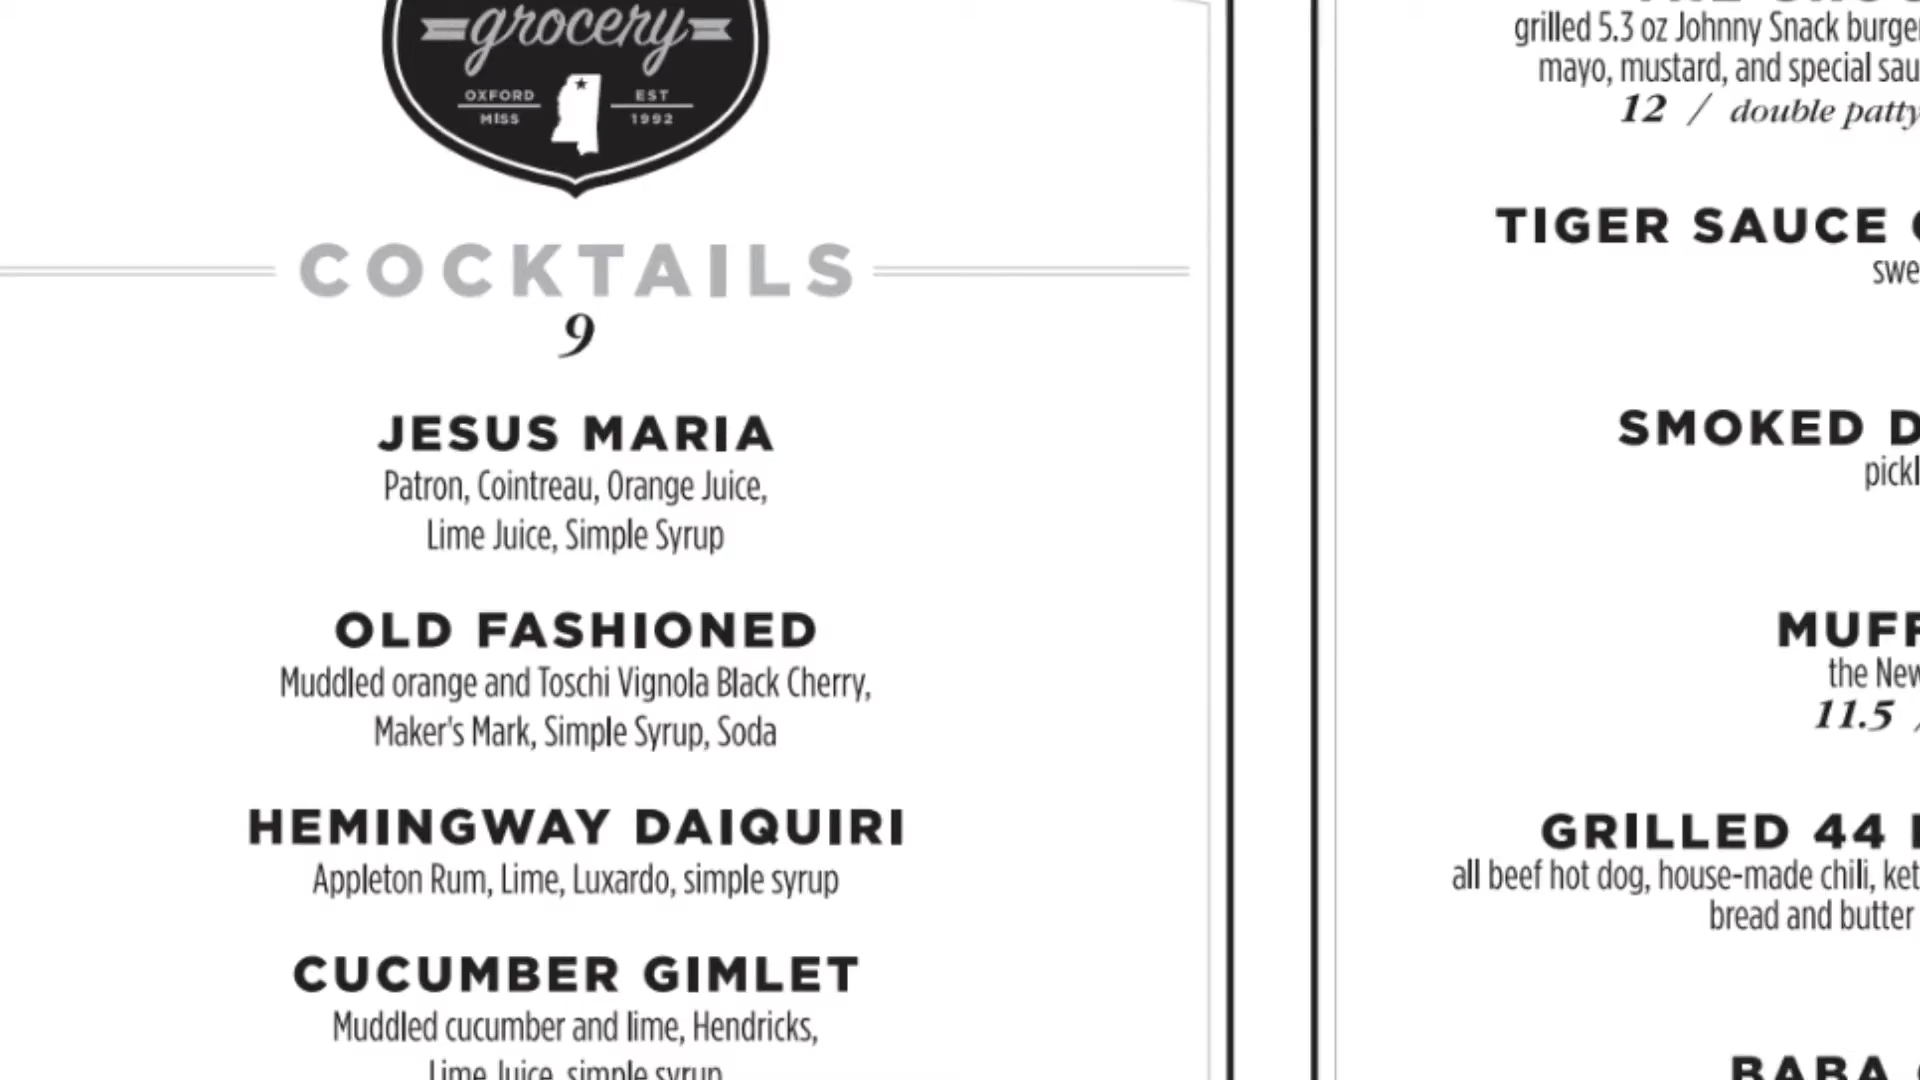 grocery
OXFORD
MISS
EST
1992
COCKTAILS
9
JESUS MARIA
Patron, Cointreau, Orange Juice,
Lime Juice, Simple Syrup
OLD FASHIONED
Muddled orange and Toschi Vignola Black Cherry,
Maker's Mark, Simple Syrup, Soda
HEMINGWAY DAIQUIRI
Appleton Rum, Lime, Luxardo, simple syrup
CUCUMBER GIMLET
Muddled cucumber and lime, Hendricks,
Lime Juice, simple syrup
grilled 5.3 oz Johnny Snack
mayo, mustard, and special
12 / double patty
TIGER SAUCE
SMOKED
the New
11.5
GRILLED 44
all beef hot dog, house-made chili,
bread and butter
BABA